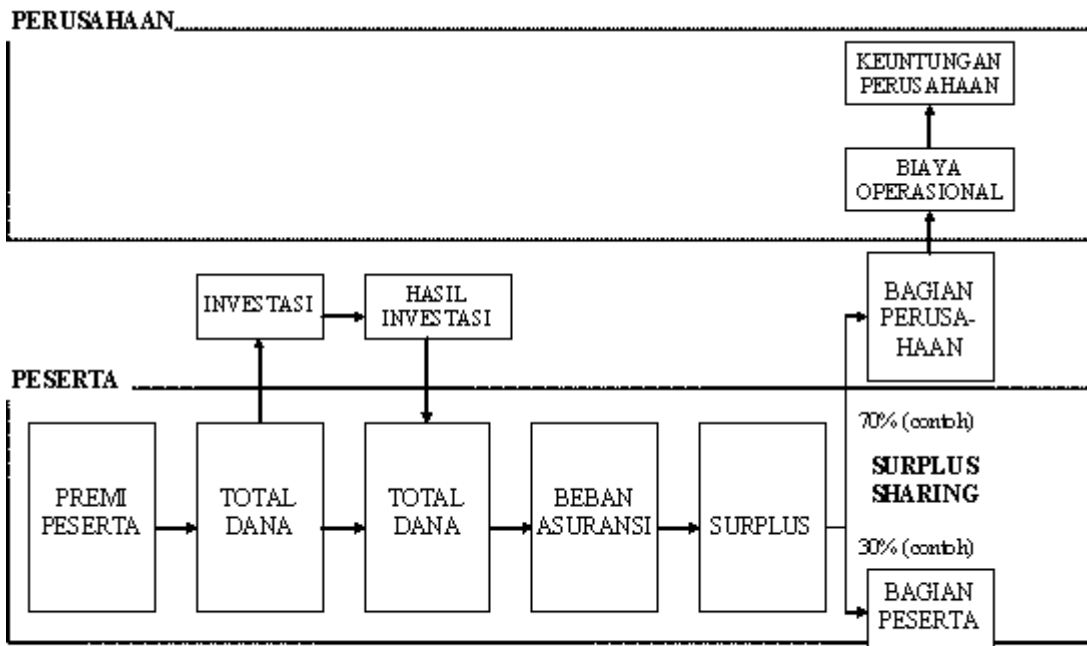 PERUSAHAAN
KEUNTUNGAN
PERUSAHAAN
BIAYA
OPERASIONAL
INVESTASI
HASIL
INVESTASI
BAGIAN
PERUSA-
HAAN
PESERTA
70% (contoh)
PREMI
PESERTA
TOTAL
DANA
TOTAL
DANA
BEBAN
ASURANSI
SURPLUS
SURPLUS
SHARING
30% (contoh)
BAGIAN
PESERTA